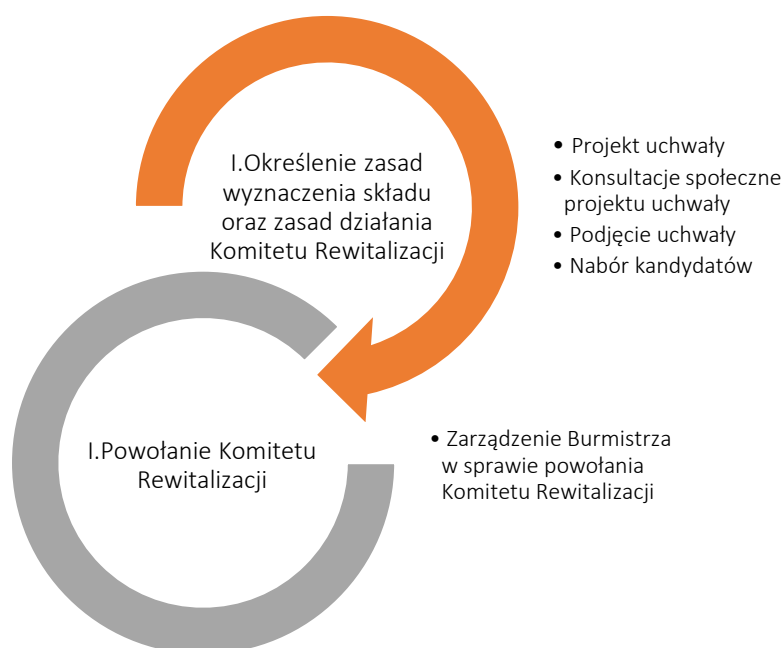 I.Określenie zasad
wyznaczenia składu
oraz zasad działania
Komitetu Rewitalizacji
• Projekt uchwały
• Konsultacje społeczne
projektu uchwały
• Podjęcie uchwały
• Nabór kandydatów
I.Powołanie Komitetu
Rewitalizacji
• Zarządzenie Burmistrza
w sprawie powołania
Komitetu Rewitalizacji